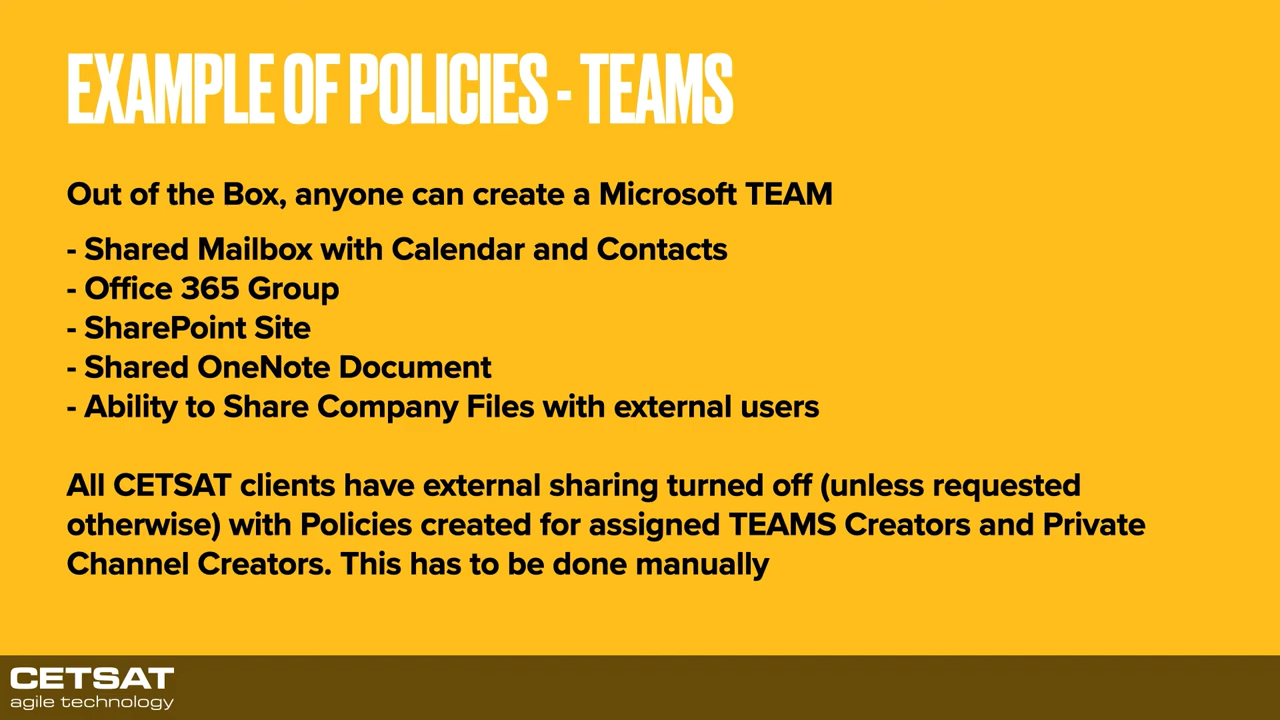 EXAMPLE OF POLICIES - TEAMS
Out of the Box, anyone can create a Microsoft TEAM
- Shared Mailbox with Calendar and Contacts
- Office 365 Group
- SharePoint Site
- Shared OneNote Document
- Ability to Share Company Files with external users
All CETSAT clients have external sharing turned off (unless requested
otherwise) with Policies created for assigned TEAMS Creators and Private
Channel Creators. This has to be done manually
CETSAT
agile technology